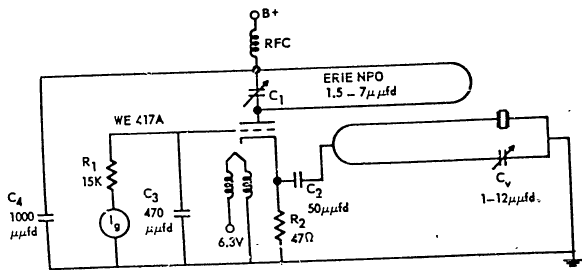 B+
RFC
ERIE NPO
1.5 – 7μμfd
C1
WE 417A
R1
15K
C4
1000
μμfd
Ig
C3
470
μμfd
6.3V
C2
50μμfd
R2
47Ω
Cv
1–12μμfd